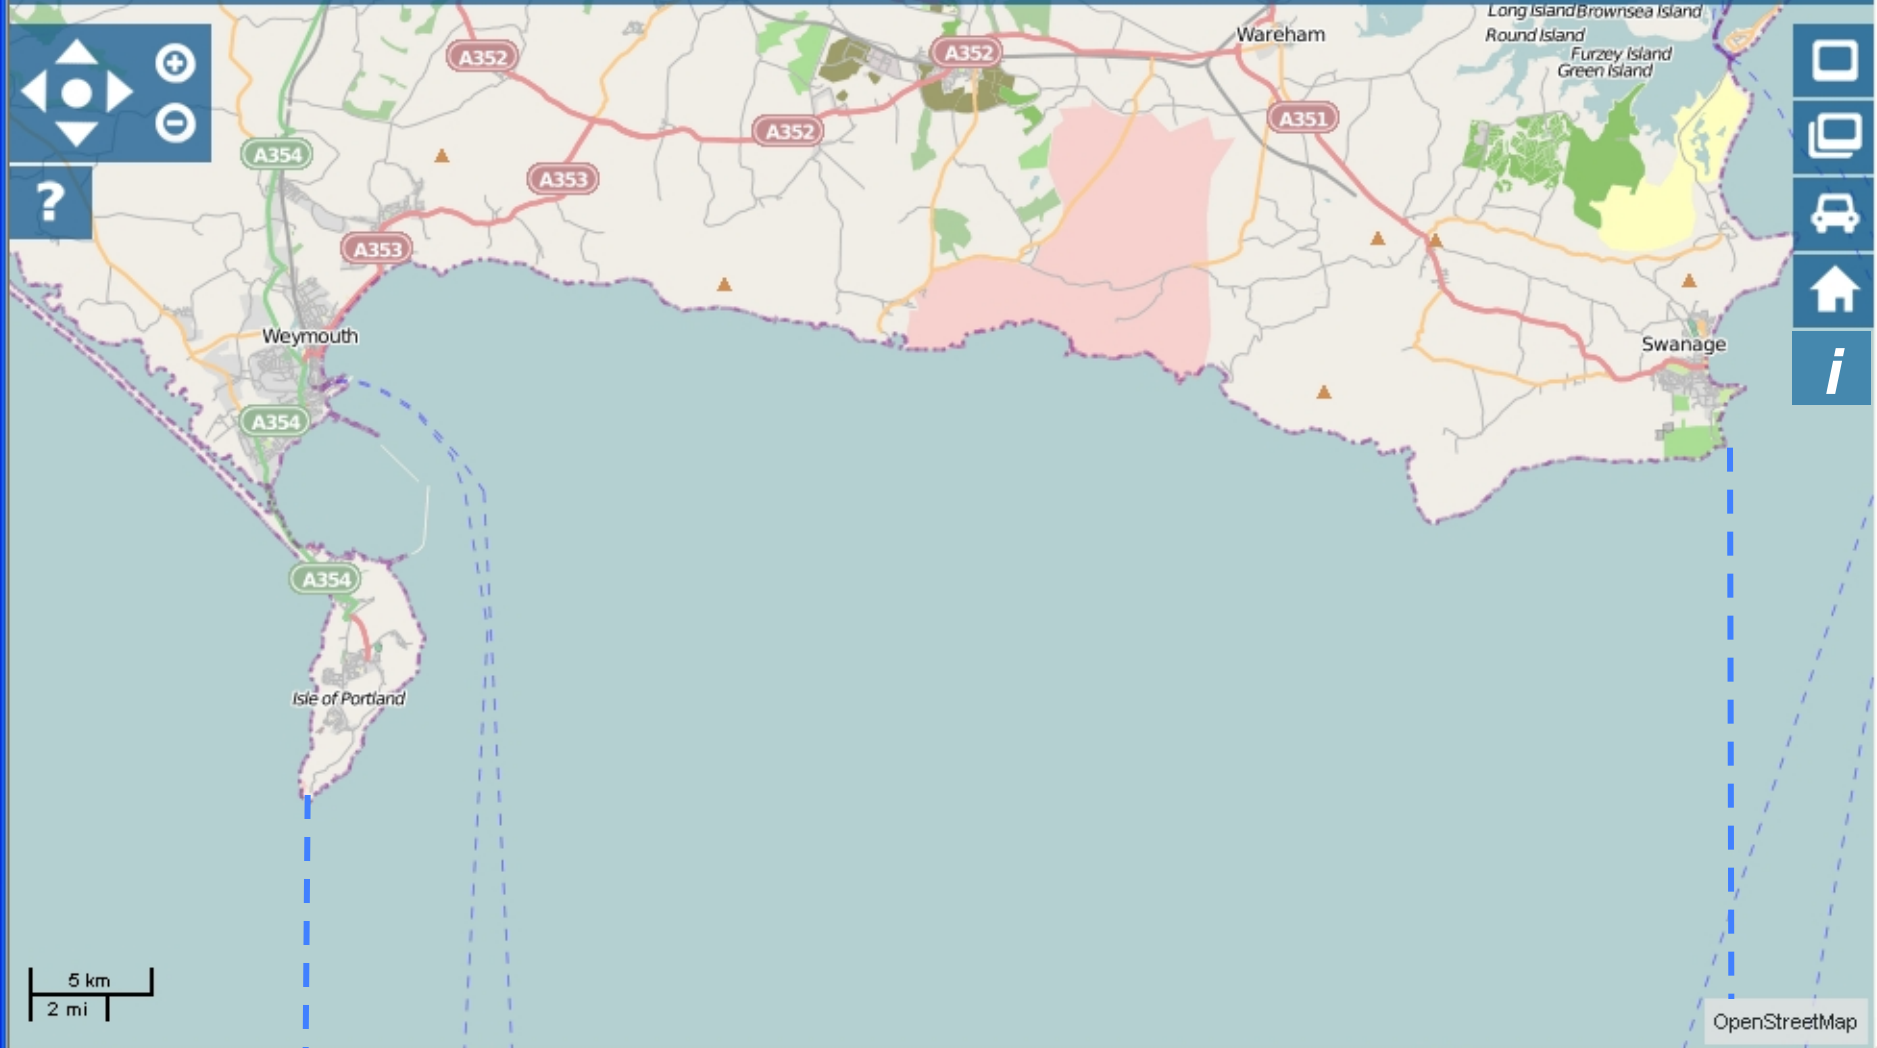 Long Island Brownsea Island
Wareham
Round Island
A352
A352
Furzey Island
Green Island
A352
A351
A354
A353
?
A353
Weymouth
Swanage
i
A354
A354
Isle of Portland
5 km
2 mi
OpenStreetMap